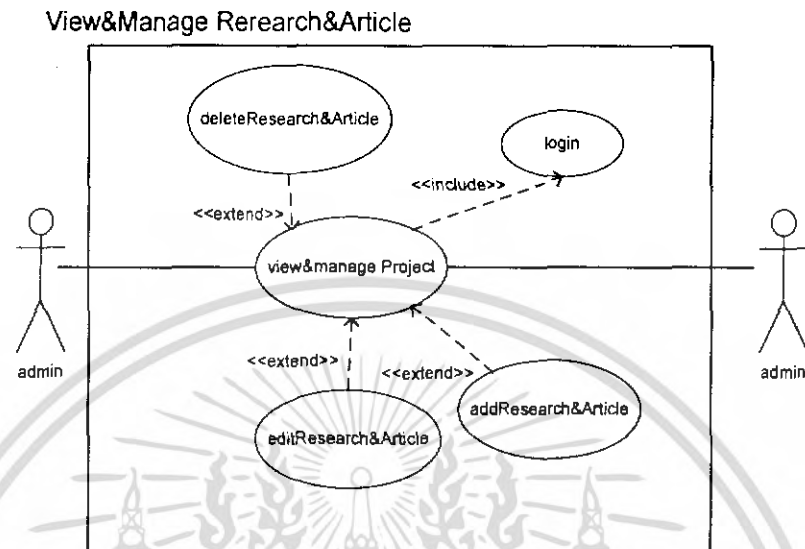 View&Manage Rerearch&Article
deleteResearch&Article
login
<<include>>
<<extend>>
view&manage Project
admin
admin
<<extend>>
<<extend>>
addResearch&Article
editResearch&Article